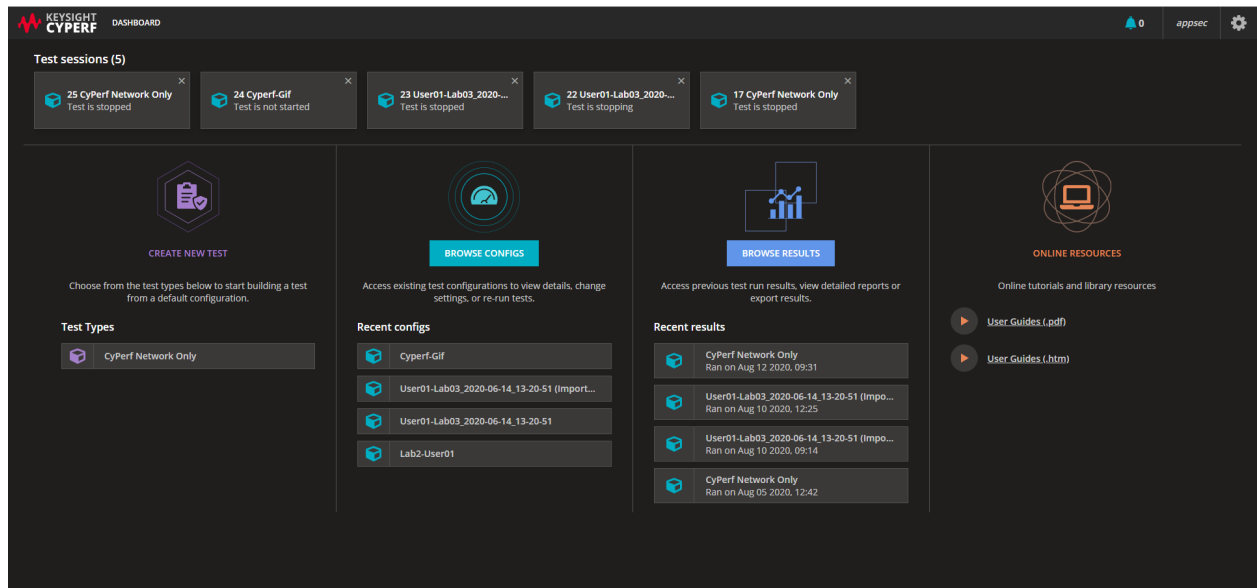 KEYSIGHT
CYPERF
DASHBOARD
0
appsec
Test sessions (5)
25 CyPerf Network Only
Test is stopped
24 Cyperf-Gif
Test is not started
23 User01-Lab03_2020-...
Test is stopped
22 User01-Lab03_2020-...
Test is stopping
17 CyPerf Network Only
Test is stopped
CREATE NEW TEST
Choose from the test types below to start building a test
from a default configuration.
Test Types
CyPerf Network Only
BROWSE CONFIGS
Access existing test configurations to view details, change
settings, or re-run tests.
Recent configs
Cyperf-Gif
User01-Lab03_2020-06-14_13-20-51 (Import...
User01-Lab03_2020-06-14_13-20-51
Lab2-User01
BROWSE RESULTS
Access previous test run results, view detailed reports or
export results.
Recent results
CyPerf Network Only
Ran on Aug 12 2020, 09:31
User01-Lab03_2020-06-14_13-20-51 (Impo...
Ran on Aug 10 2020, 12:25
User01-Lab03_2020-06-14_13-20-51 (Impo...
Ran on Aug 10 2020, 09:14
CyPerf Network Only
Ran on Aug 05 2020, 12:42
ONLINE RESOURCES
Online tutorials and library resources
User Guides (.pdf)
User Guides (.htm)